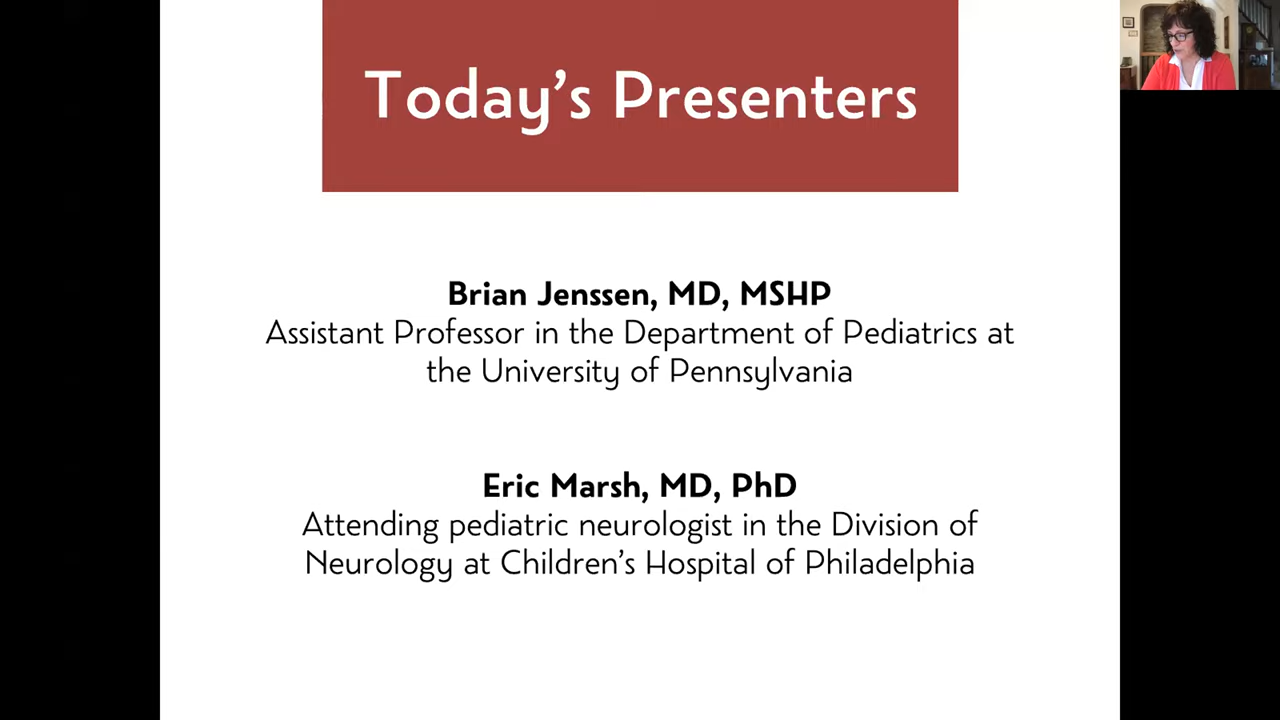 Today's Presenters
Brian Jenssen, MD, MSHP
Assistant Professor in the Department of Pediatrics at
the University of Pennsylvania
Eric Marsh, MD, PhD
Attending pediatric neurologist in the Division of
Neurology at Children's Hospital of Philadelphia